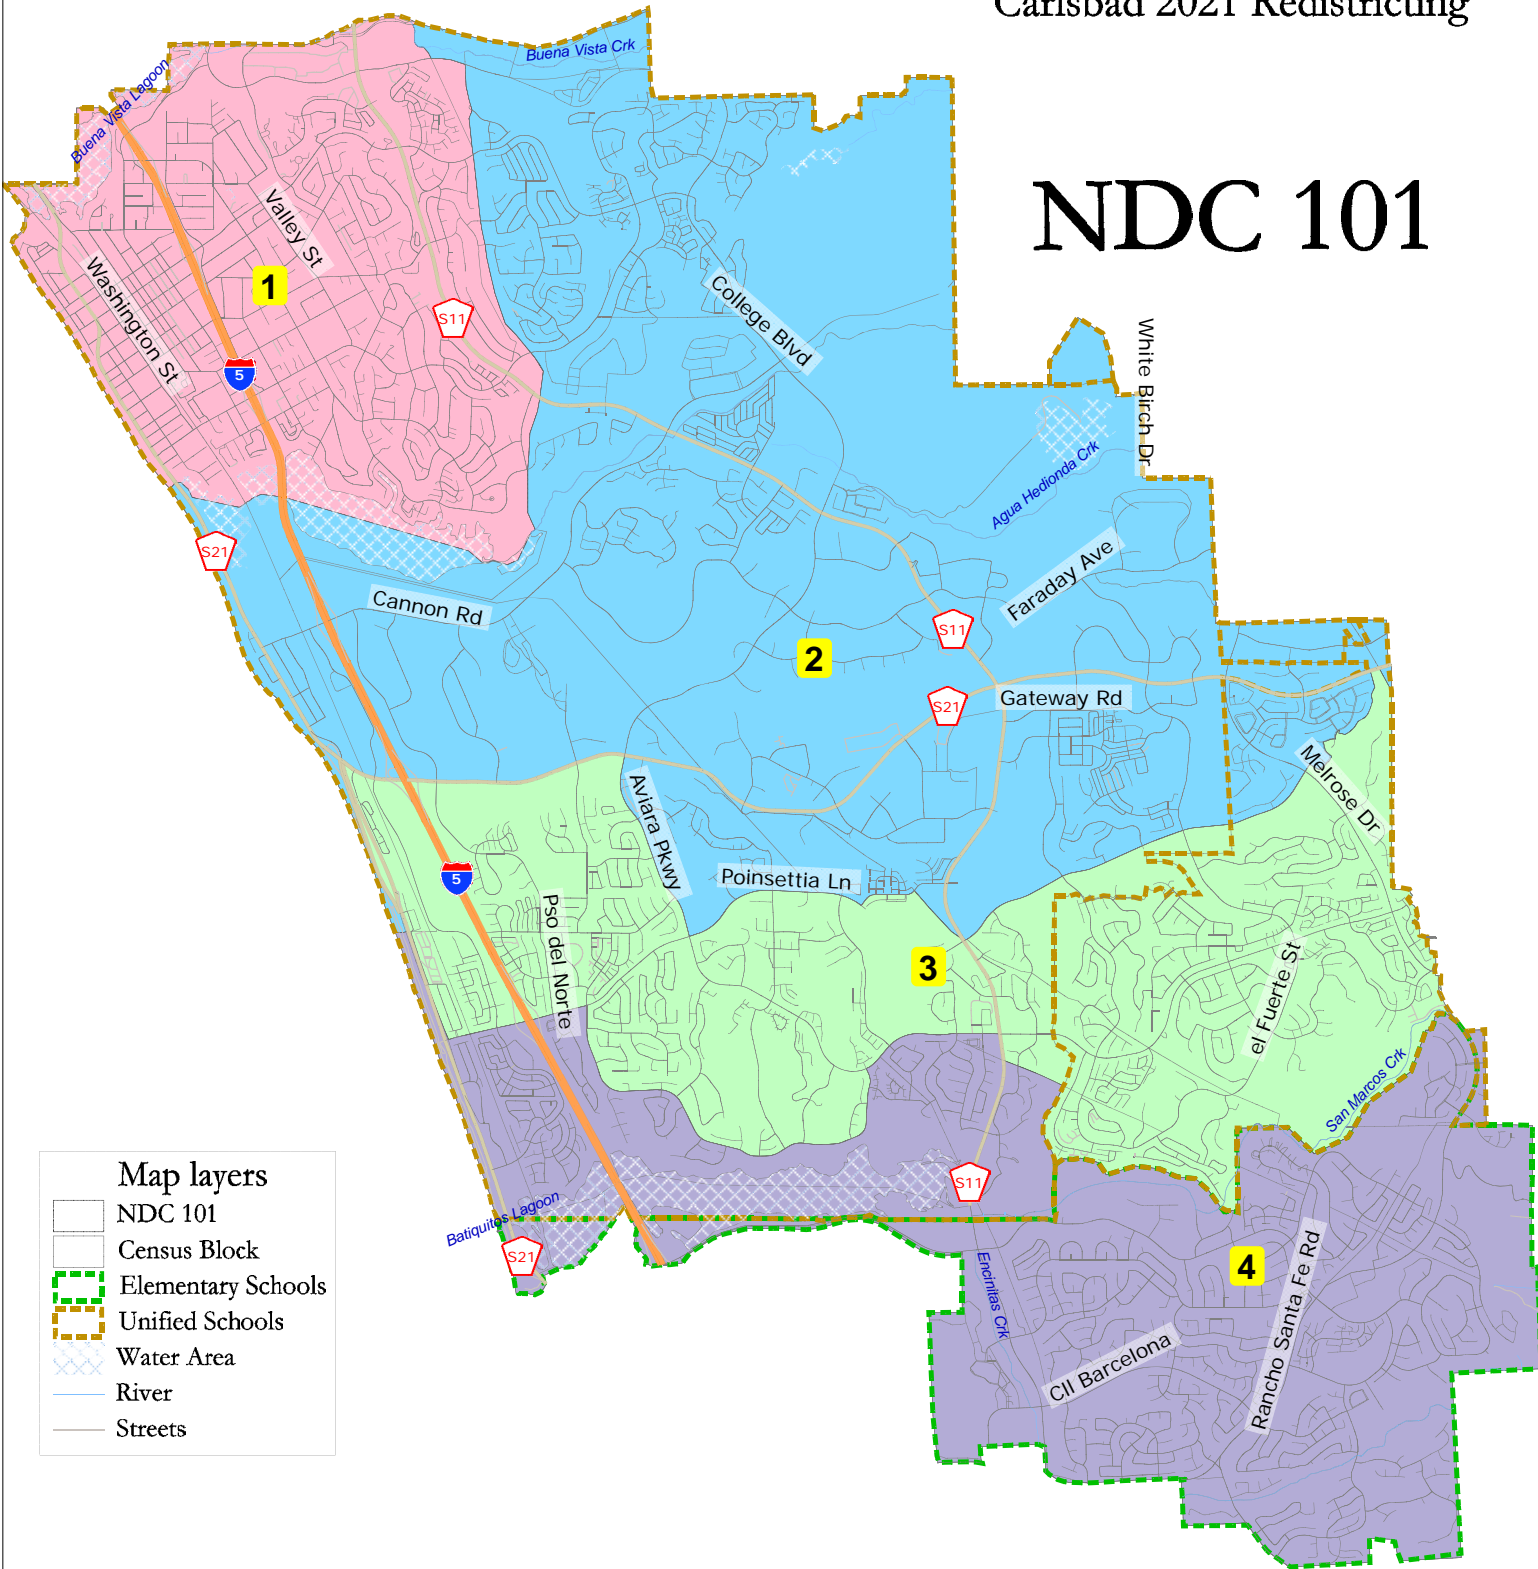 Carlsbad 2021 Redistricting
NDC 101
Buena Vista Crk
Buena Vista Lagoon
Valley St
Washington St
1
S11
5
College Blvd
White Birch Dr
Agua Hedionda Crk
S21
Cannon Rd
Faraday Ave
S11
2
S21
Gateway Rd
Melrose Dr
Aviara Pkwy
5
Poinsettia Ln
Pso del Norte
3
el Fuerte St
San Marcos Crk
S11
Batiquitos Lagoon
S21
Encinitas Crk
4
Rancho Santa Fe Rd
Cll Barcelona
Map layers
NDC 101
Census Block
Elementary Schools
Unified Schools
Water Area
River
Streets